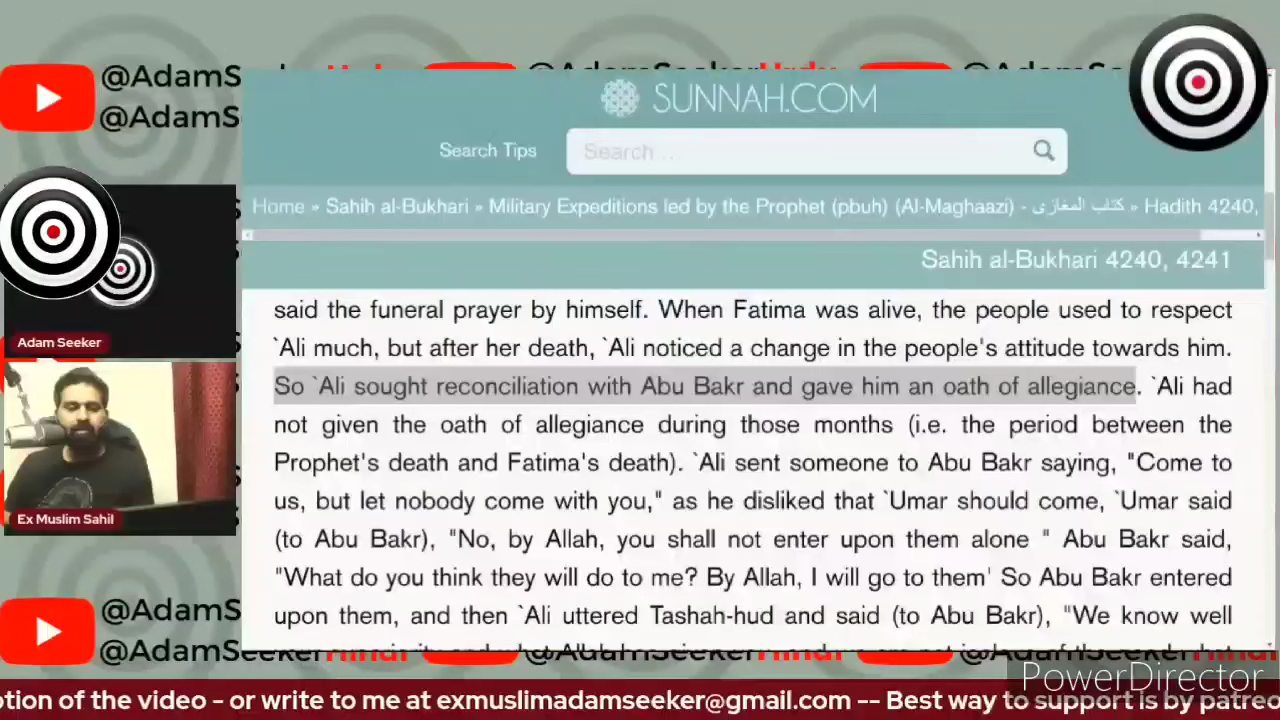 @AdamS
@AdamS
SUNNAH.COM
Search Tips
Search ...
Home » Sahih al-Bukhari » Military Expeditions led by the Prophet (pbuh) (Al-Maghaazi) - كتاب المغازى » Hadith 4240,
Sahih al-Bukhari 4240, 4241
said the funeral prayer by himself. When Fatima was alive, the people used to respect
`Ali much, but after her death, `Ali noticed a change in the people's attitude towards him.
So `Ali sought reconciliation with Abu Bakr and gave him an oath of allegiance. `Ali had
not given the oath of allegiance during those months (i.e. the period between the
Prophet's death and Fatima's death). `Ali sent someone to Abu Bakr saying, "Come to
us, but let nobody come with you," as he disliked that `Umar should come, `Umar said
(to Abu Bakr), "No, by Allah, you shall not enter upon them alone " Abu Bakr said,
"What do you think they will do to me? By Allah, I will go to them' So Abu Bakr entered
upon them, and then `Ali uttered Tashah-hud and said (to Abu Bakr), "We know well
Adam Seeker
Ex Muslim Sahil
@AdamS
@AdamSeeker
PowerDirector
otion of the video - or write to me at exmuslimadamseeker@gmail.com -- Best way to support is by patreo